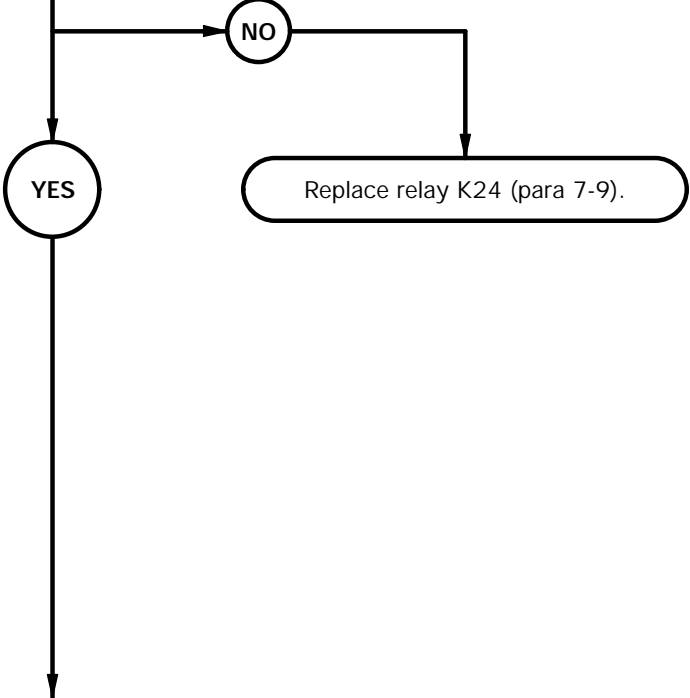 NO
YES
Replace relay K24 (para 7-9).